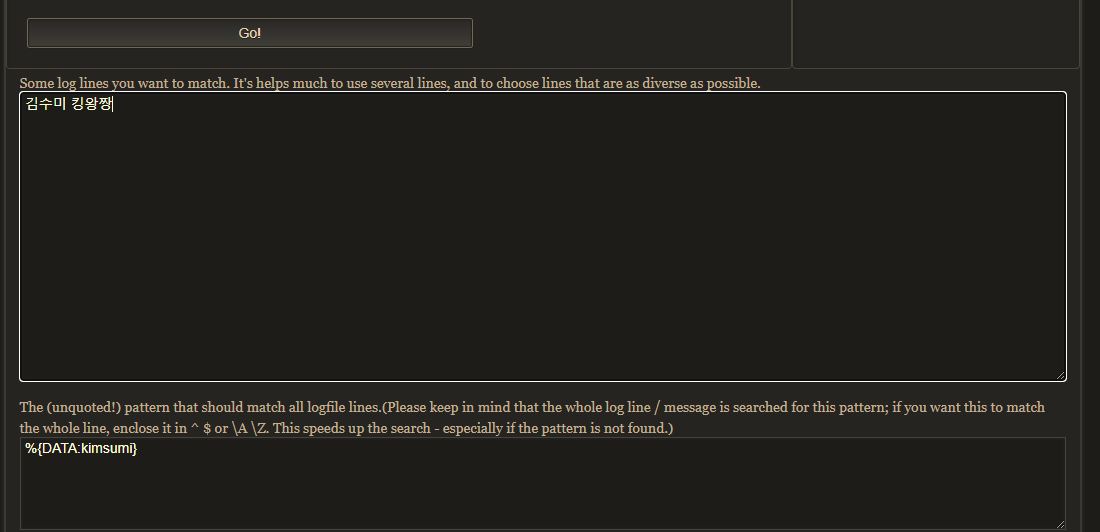 Go!
Some log lines you want to match. It's helps much to use several lines, and to choose lines that are as diverse as possible.
김수미 킹왕짱
The (unquoted!) pattern that should match all logfile lines.(Please keep in mind that the whole log line / message is searched for this pattern; if you want this to match
the whole line, enclose it in ^ $ or \A \Z. This speeds up the search - especially if the pattern is not found.)
%{DATA:kimsumi}